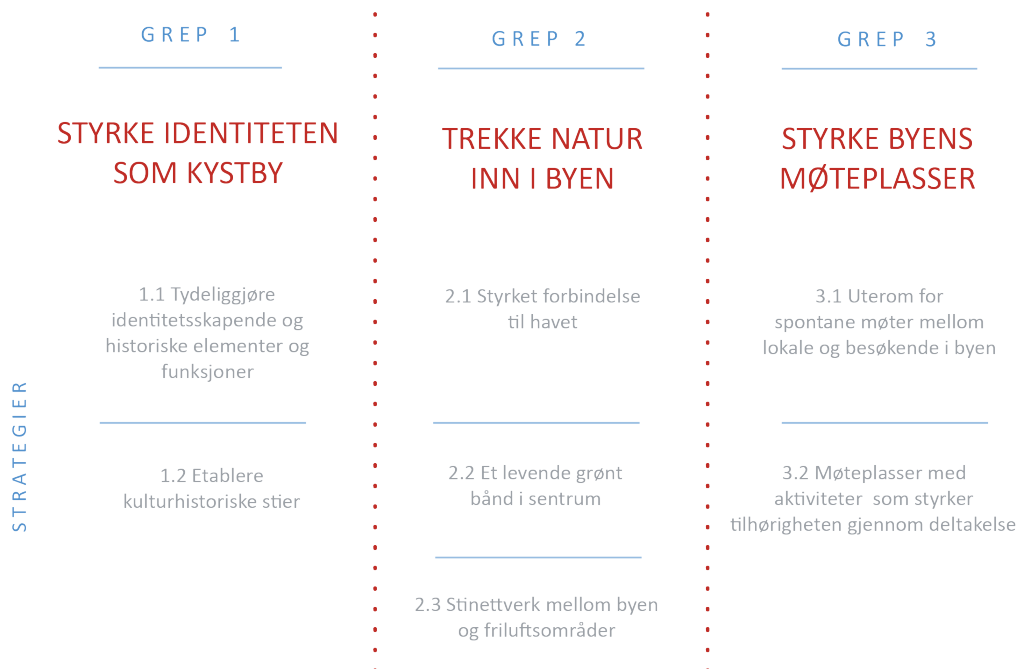 GREP 1
STYRKE IDENTITETEN
SOM KYSTBY
1.1 Tydeliggjøre
identitetsskapende og
historiske elementer og
funksjoner
1.2 Etablere
kulturhistoriske stier
GREP 2
TREKKE NATUR
INN I BYEN
2.1 Styrket forbindelse
til havet
2.2 Et levende grønt
bånd i sentrum
2.3 Stinettverk mellom byen
og friluftsområder
GREP 3
STYRKE BYENS
MØTEPLASSER
3.1 Uterom for
spontane møter mellom
lokale og besøkende i byen
3.2 Møteplasser med
aktiviteter  som styrker
tilhørigheten gjennom deltakelse
STRATEGIER